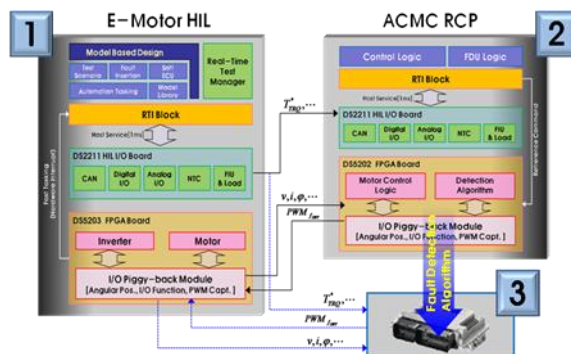 E-Motor HIL
1
Model Based Design
Test Scenario
Fault Insertion
Soft ECU
Automation Tasking
Model Library
Real-Time Test Manager
RTI Block
Host Service[1ms]
DS2211 HIL I/O Board
CAN
Digital I/O
Analog I/O
NTC
FIU & Load
DS5203 FPGA Board
Inverter
Motor
I/O Piggy-back Module
[Angular Pos., I/O Function, PWM Capt.]
Fast Tasking
(Hardware Interrupt)
ACMC RCP
2
Control Logic
FDU Logic
RTI Block
Host Service[1ms]
DS2211 HIL I/O Board
CAN
Digital I/O
Analog I/O
NTC
FIU & Load
DS5202 FPGA Board
Motor Control Logic
Detection Algorithm
I/O Piggy-back Module
[Angular Pos., I/O Function, PWM Capt.]
Reference Command
Fault Detection Algorithm
3
v, i, φ, ...
v, i, φ, ...